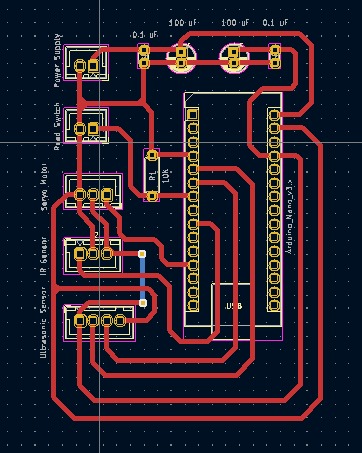 0.1 uF
100 uF
100 uF
0.1 uF
Power Supply
Reed Switch
R1
10K
Servo Motor
IR Sensor
Arduino_Nano_v3.x
USB
Ultrasonic Sensor